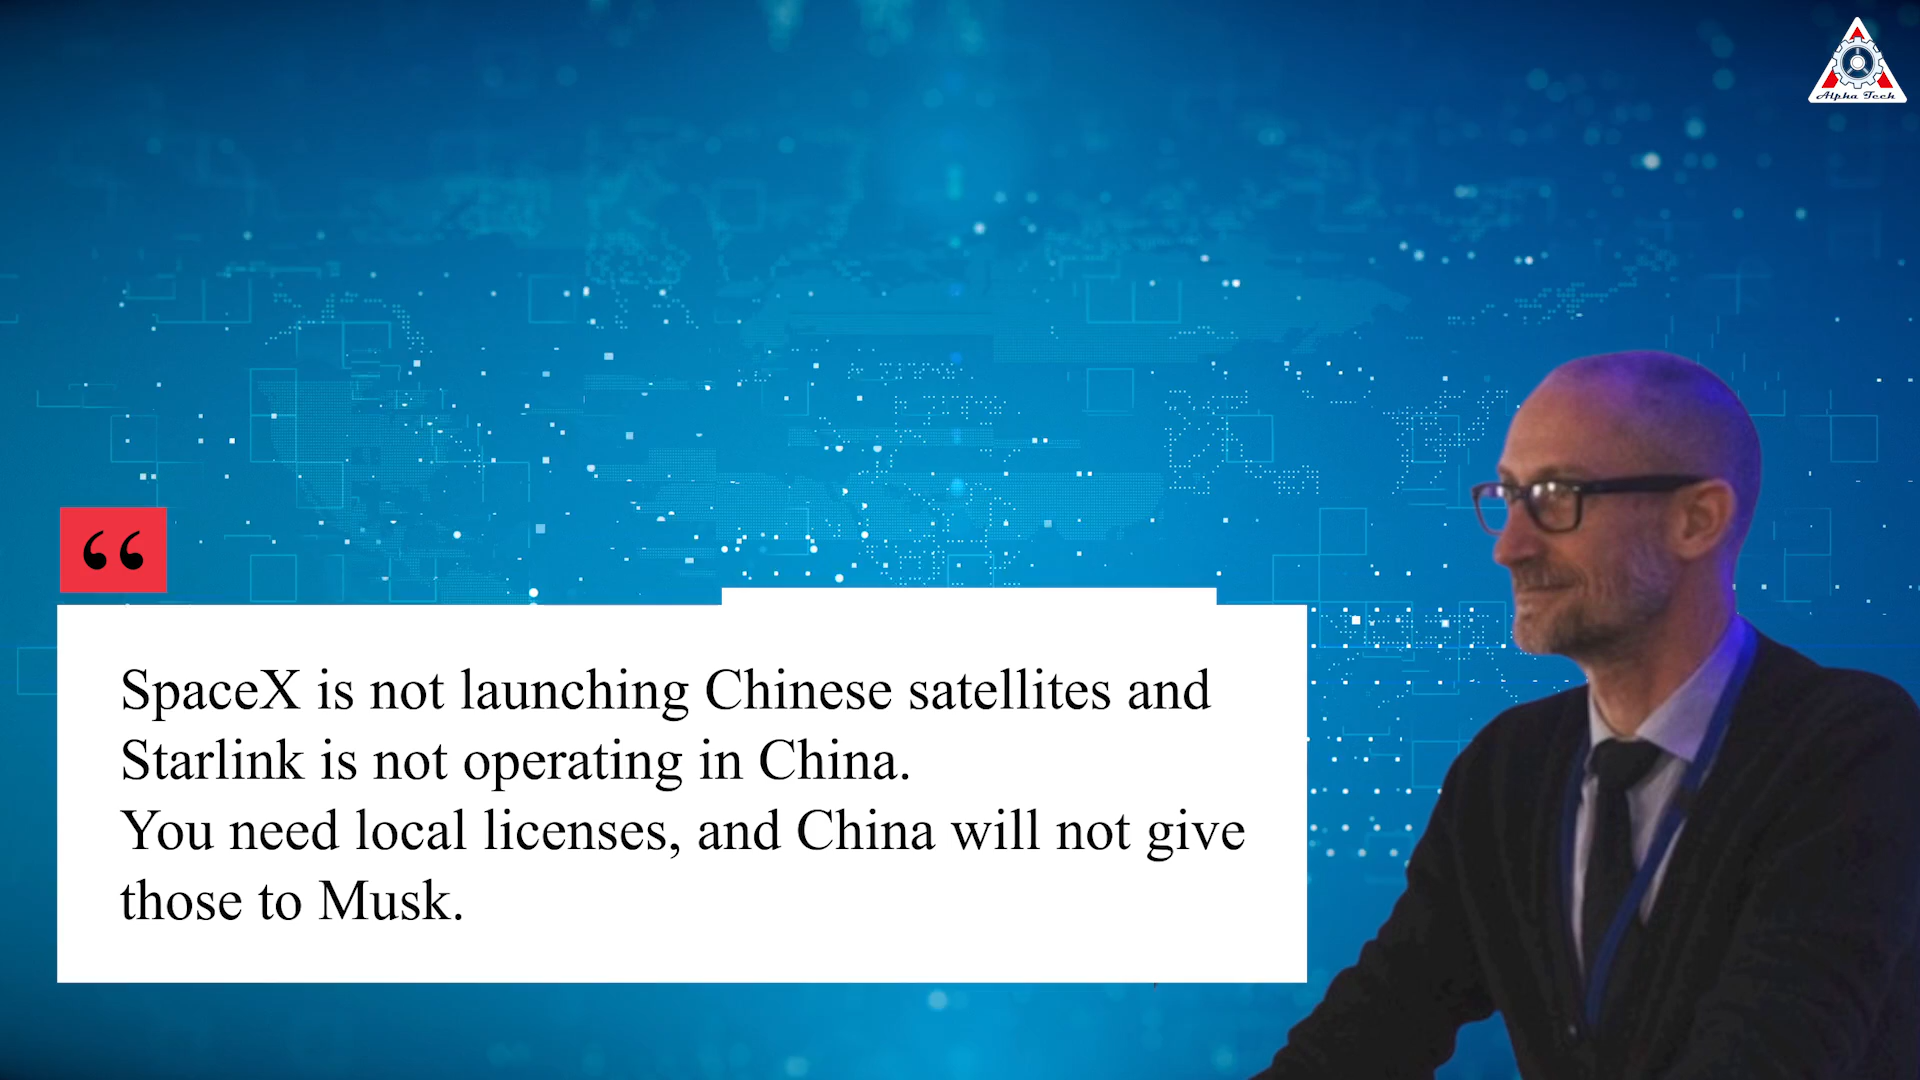 Alpha Tech
“
SpaceX is not launching Chinese satellites and
Starlink is not operating in China.
You need local licenses, and China will not give
those to Musk.